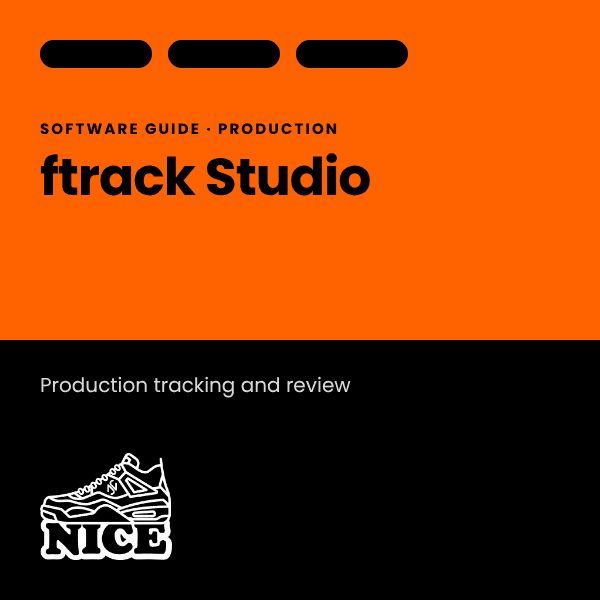 SOFTWARE GUIDE · PRODUCTION
ftrack Studio
Production tracking and review
NICE